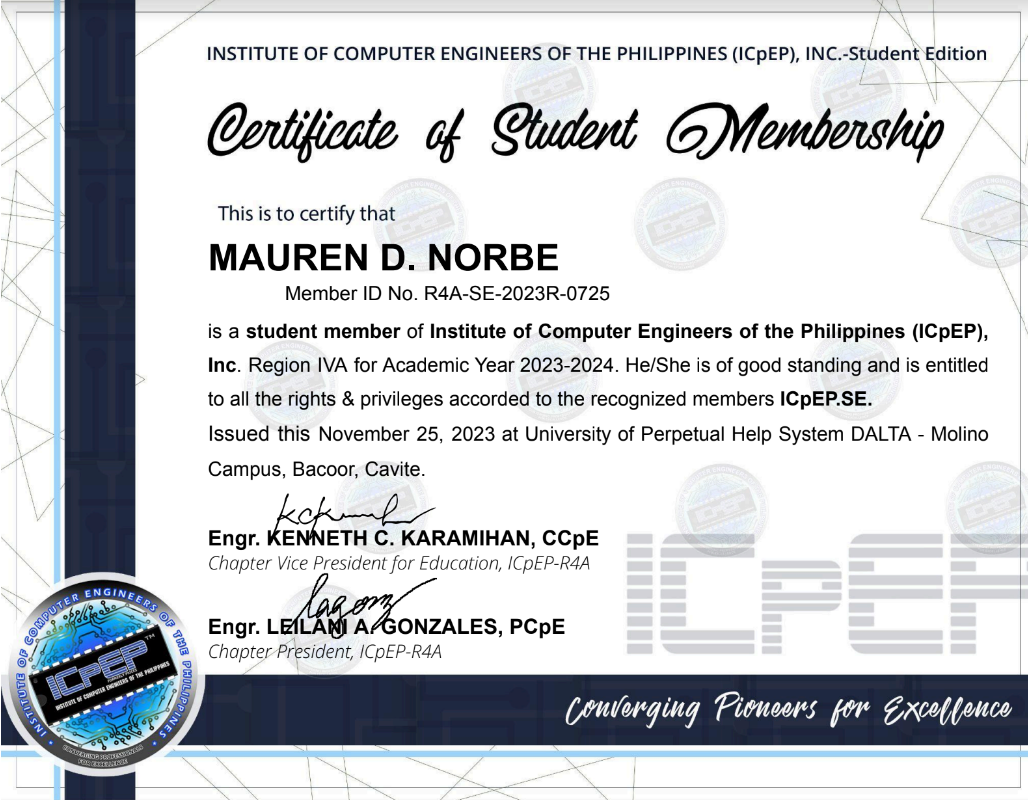 INSTITUTE OF COMPUTER ENGINEERS OF THE PHILIPPINES (ICpEP), INC.-Student Edition
Certificate of Student Membership
This is to certify that
MAUREN D. NORBE
Member ID No. R4A-SE-2023R-0725
is a student member of Institute of Computer Engineers of the Philippines (ICpEP),
Inc. Region IVA for Academic Year 2023-2024. He/She is of good standing and is entitled
to all the rights & privileges accorded to the recognized members ICpEP.SE.
Issued this November 25, 2023 at University of Perpetual Help System DALTA - Molino
Campus, Bacoor, Cavite.
Engr. KENNETH C. KARAMIHAN, CCpE
Chapter Vice President for Education, ICpEP-R4A
Engr. LEILANI A. GONZALES, PCpE
Chapter President, ICpEP-R4A
ICpEP
INSTITUTE OF COMPUTER ENGINEERS OF THE PHILIPPINES
ICpEP™
INSTITUTE OF COMPUTER ENGINEERS OF THE PHILIPPINES
CONVERGING PROFESSIONALS
FOR EXCELLENCE
Converging Pioneers for Excellence